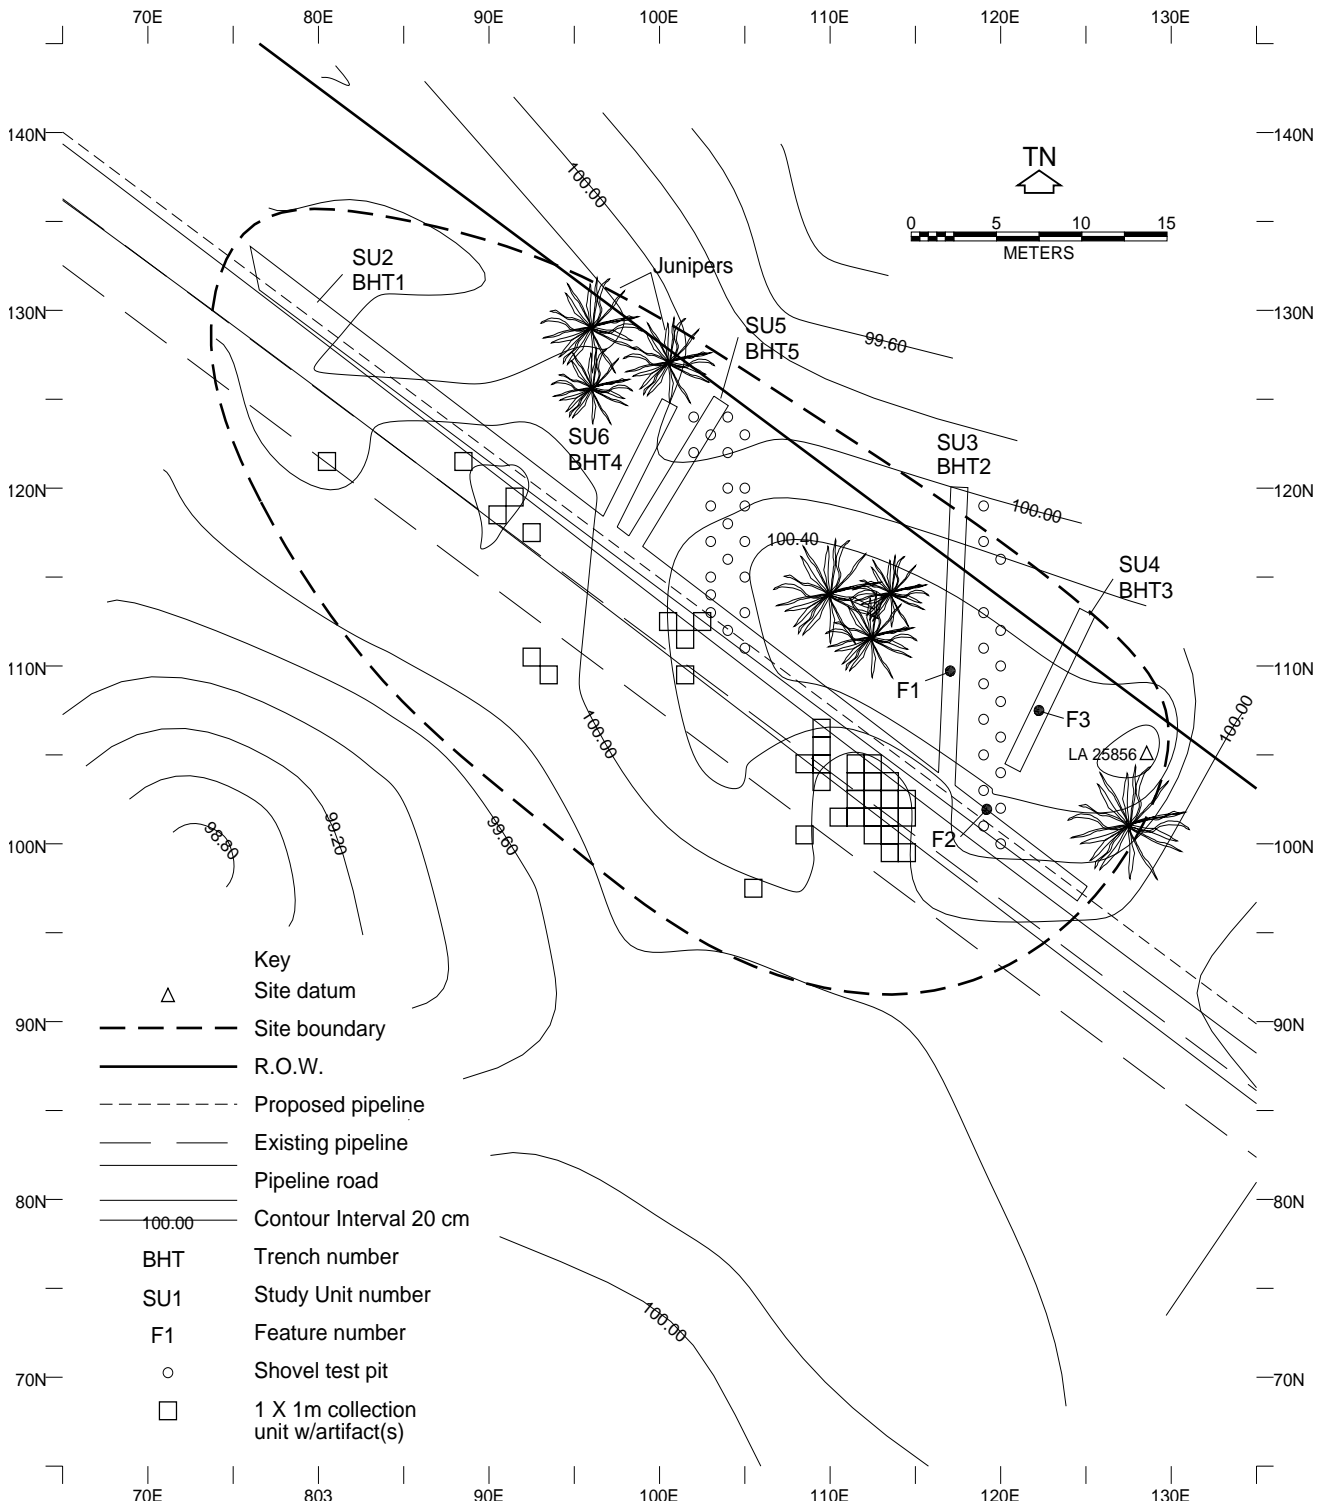 70E 80E 90E 100E 110E 120E 130E
140N 140N
TN
100.00
0 5 10 15
METERS
SU2
BHT1
Junipers
130N 130N
SU5
BHT5
99.60
SU6
BHT4
SU3
BHT2
120N 120N
100.00
100.40
SU4
BHT3
110N 110N
F1
F3
100.00
100.00
LA 25856
98.80
99.20
99.60
F2
100N 100N
Key
Site datum
90N 90N
Site boundary
R.O.W.
Proposed pipeline
Existing pipeline
Pipeline road
80N 80N
100.00 Contour Interval 20 cm
BHT Trench number
SU1 Study Unit number
F1 Feature number
100.00
Shovel test pit
70N 70N
1 X 1m collection
unit w/artifact(s)
70E 803 90E 100E 110E 120E 130E